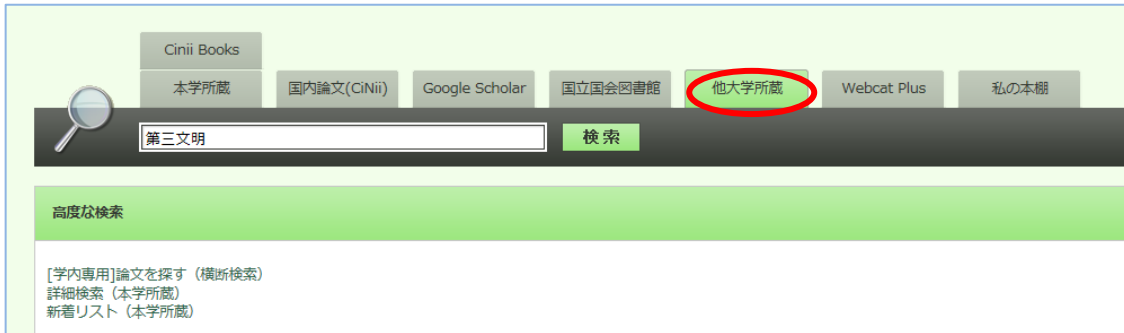 Cinii Books
本学所蔵 国内論文(CiNii) Google Scholar 国立国会図書館 他大学所蔵 Webcat Plus 私の本棚
第三文明 検索
高度な検索
[学内専用]論文を探す（横断検索）
詳細検索（本学所蔵）
新着リスト（本学所蔵）